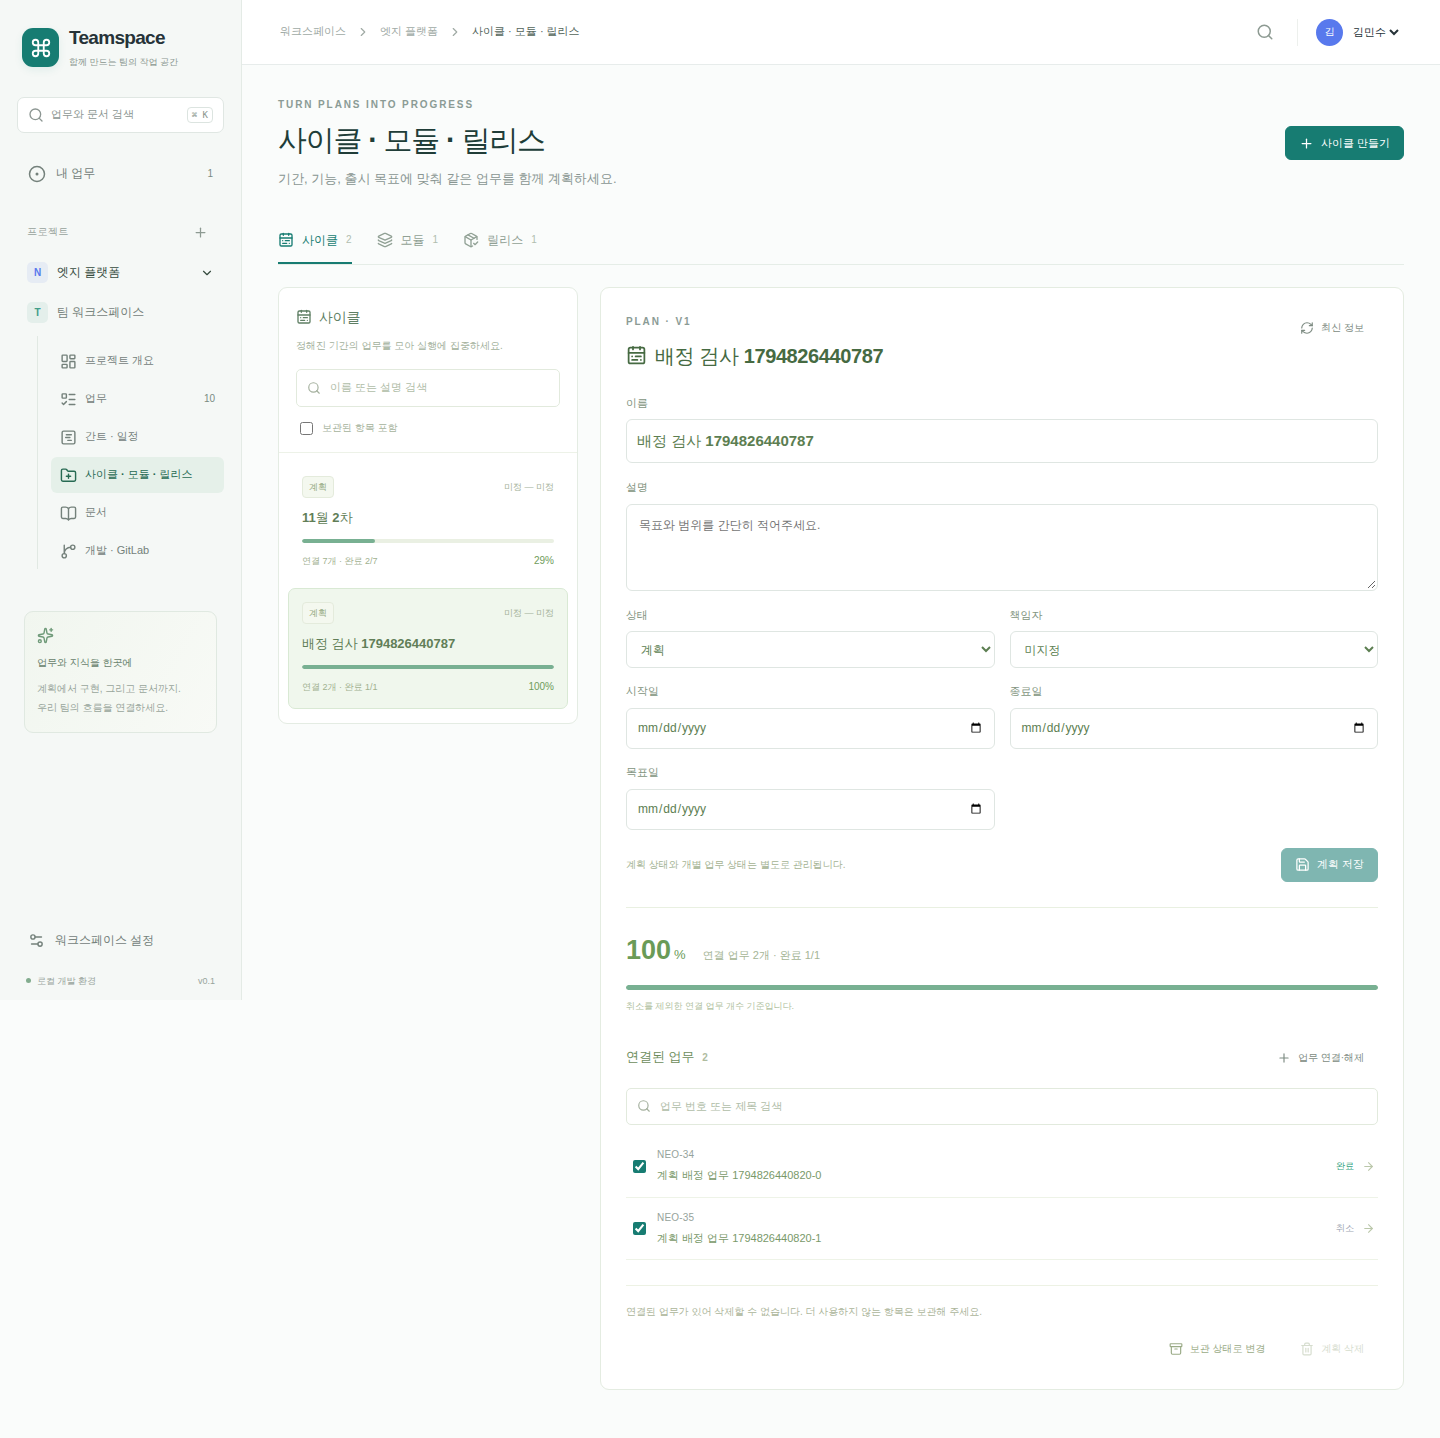 Teamspace
함께 만드는 팀의 작업 공간
업무와 문서 검색
⌘ K
내 업무
1
프로젝트
N
엣지 플랫폼
T
팀 워크스페이스
프로젝트 개요
업무
10
간트 · 일정
사이클 · 모듈 · 릴리스
문서
개발 · GitLab
업무와 지식을 한곳에
계획에서 구현, 그리고 문서까지.
우리 팀의 흐름을 연결하세요.
워크스페이스 설정
로컬 개발 환경
v0.1
워크스페이스
엣지 플랫폼
사이클 · 모듈 · 릴리스
김
김민수
TURN PLANS INTO PROGRESS
사이클 · 모듈 · 릴리스
기간, 기능, 출시 목표에 맞춰 같은 업무를 함께 계획하세요.
사이클 만들기
사이클 2
모듈 1
릴리스 1
사이클
정해진 기간의 업무를 모아 실행에 집중하세요.
이름 또는 설명 검색
보관된 항목 포함
계획
미정 — 미정
11월 2차
연결 7개 · 완료 2/7
29%
계획
미정 — 미정
배정 검사 1794826440787
연결 2개 · 완료 1/1
100%
PLAN · V1
최신 정보
배정 검사 1794826440787
이름
배정 검사 1794826440787
설명
목표와 범위를 간단히 적어주세요.
상태
책임자
계획
미지정
시작일
종료일
mm/dd/yyyy
mm/dd/yyyy
목표일
mm/dd/yyyy
계획 상태와 개별 업무 상태는 별도로 관리됩니다.
계획 저장
100 %
연결 업무 2개 · 완료 1/1
취소를 제외한 연결 업무 개수 기준입니다.
연결된 업무 2
업무 연결·해제
업무 번호 또는 제목 검색
NEO-34
계획 배정 업무 1794826440820-0
완료
NEO-35
계획 배정 업무 1794826440820-1
취소
연결된 업무가 있어 삭제할 수 없습니다. 더 사용하지 않는 항목은 보관해 주세요.
보관 상태로 변경
계획 삭제